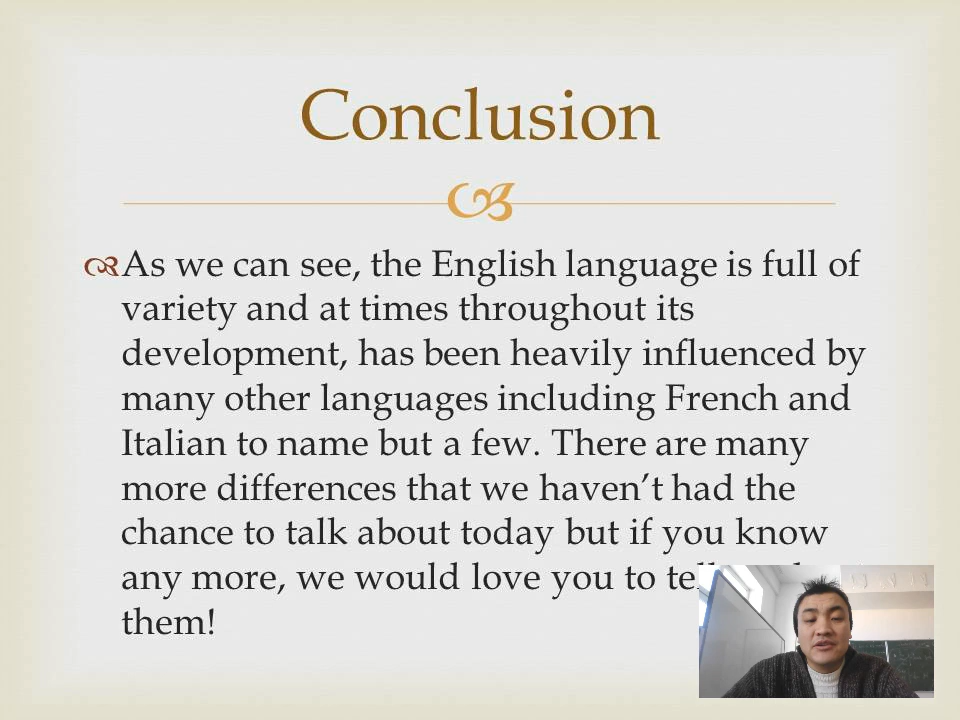 Conclusion
As we can see, the English language is full of
variety and at times throughout its
development, has been heavily influenced by
many other languages including French and
Italian to name but a few. There are many
more differences that we haven’t had the
chance to talk about today but if you know
any more, we would love you to
them!